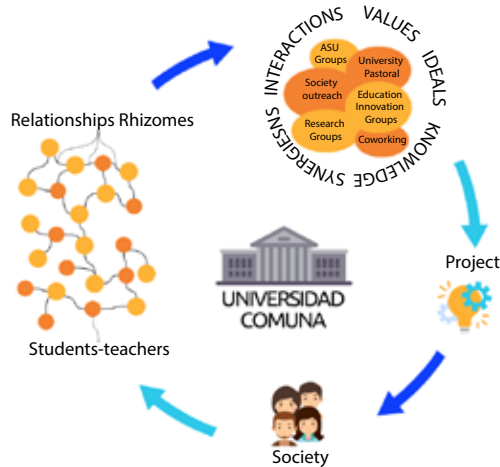 INTERACTIONS VALUES IDEALS KNOWLEDGE SYNERGIESNS
ASU
Groups
University
Pastoral
Society
outreach
Education
Innovation
Groups
Research
Groups
Coworking
Relationships Rhizomes
Project
UNIVERSIDAD
COMUNA
Students-teachers
Society